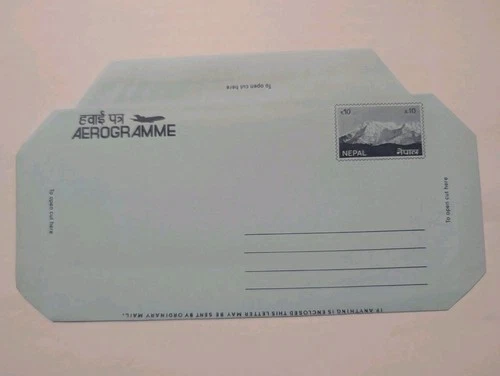 To open cut here
हवाई पत्र
AEROGRAMME
१० 10
NEPAL नेपाल
To open cut here
To open cut here
IF ANYTHING IS ENCLOSED THIS LETTER MAY BE SENT BY ORDINARY MAIL.